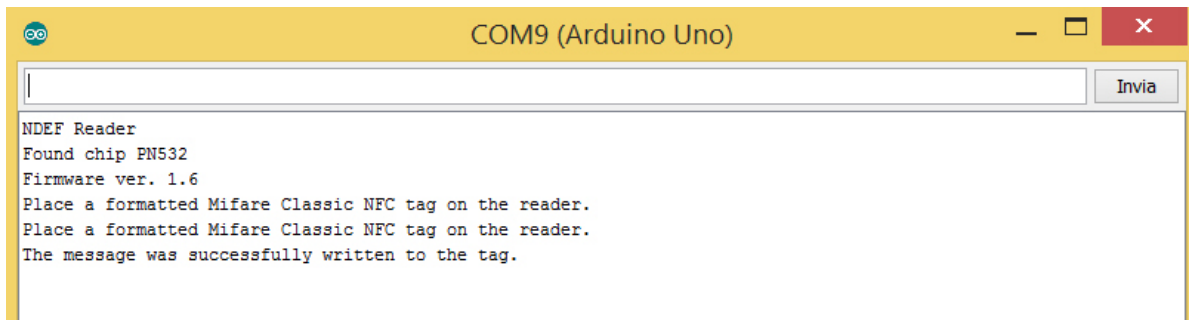 COM9 (Arduino Uno)
Invia
NDEF Reader
Found chip PN532
Firmware ver. 1.6
Place a formatted Mifare Classic NFC tag on the reader.
Place a formatted Mifare Classic NFC tag on the reader.
The message was successfully written to the tag.